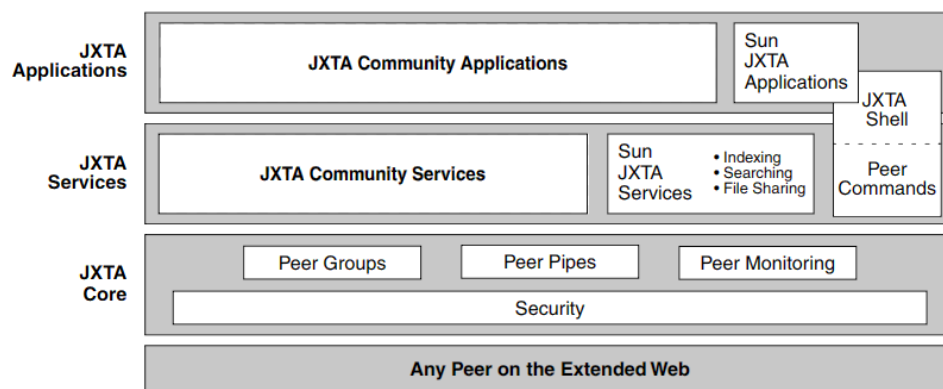 JXTA
Applications
JXTA Community Applications
Sun
JXTA
Applications
JXTA
Shell
Peer
Commands
JXTA
Services
JXTA Community Services
Sun
JXTA
Services
• Indexing
• Searching
• File Sharing
JXTA
Core
Peer Groups
Peer Pipes
Peer Monitoring
Security
Any Peer on the Extended Web